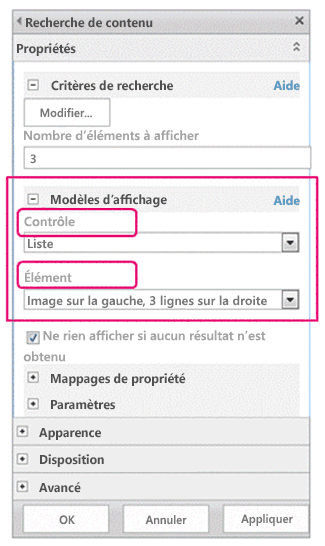 Recherche de contenu
Propriétés
Critères de recherche Aide
Modifier...
Nombre d'éléments à afficher
3
Modèles d'affichage Aide
Contrôle
Liste
Élément
Image sur la gauche, 3 lignes sur la droite
Ne rien afficher si aucun résultat n'est
obtenu
Mappages de propriété
Paramètres
Apparence
Disposition
Avancé
OK Annuler Appliquer